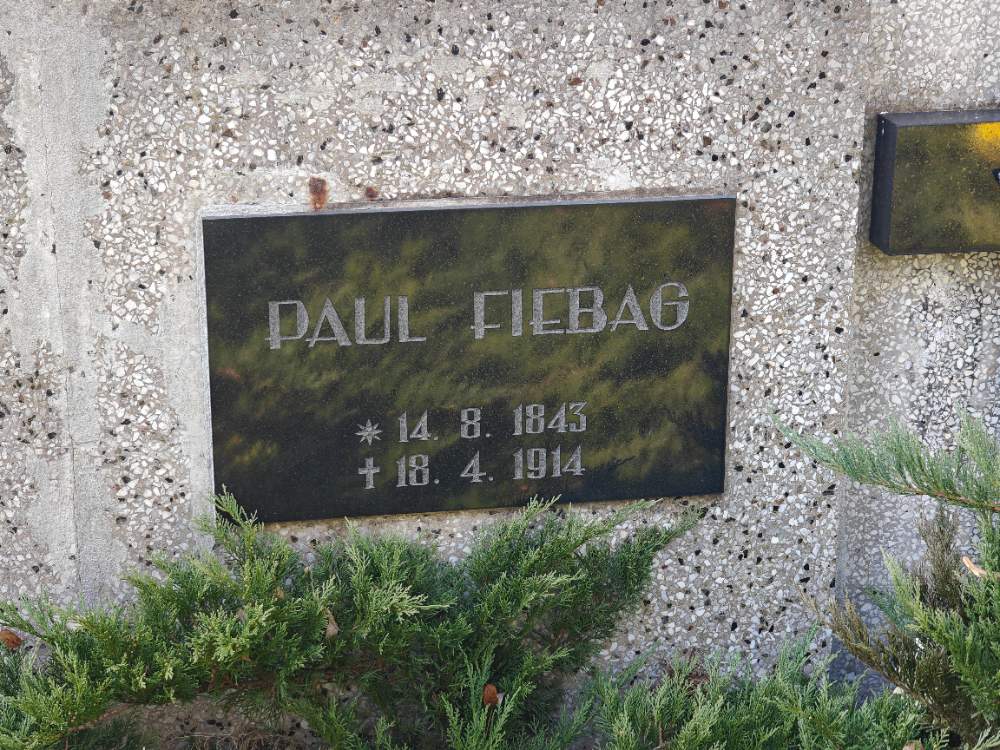 PAUL FIEBAG
* 14. 8. 1843
† 18. 4. 1914